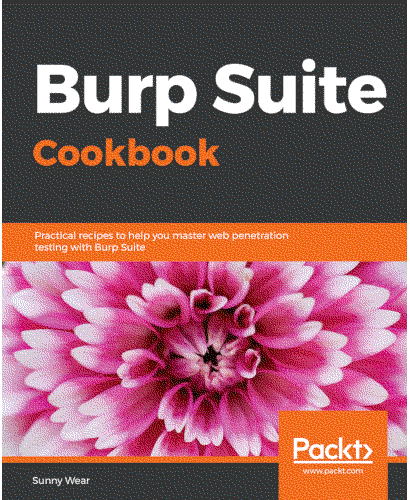 Burp Suite
Cookbook
Practical recipes to help you master web penetration
testing with Burp Suite
Packt>
www.packt.com
Sunny Wear